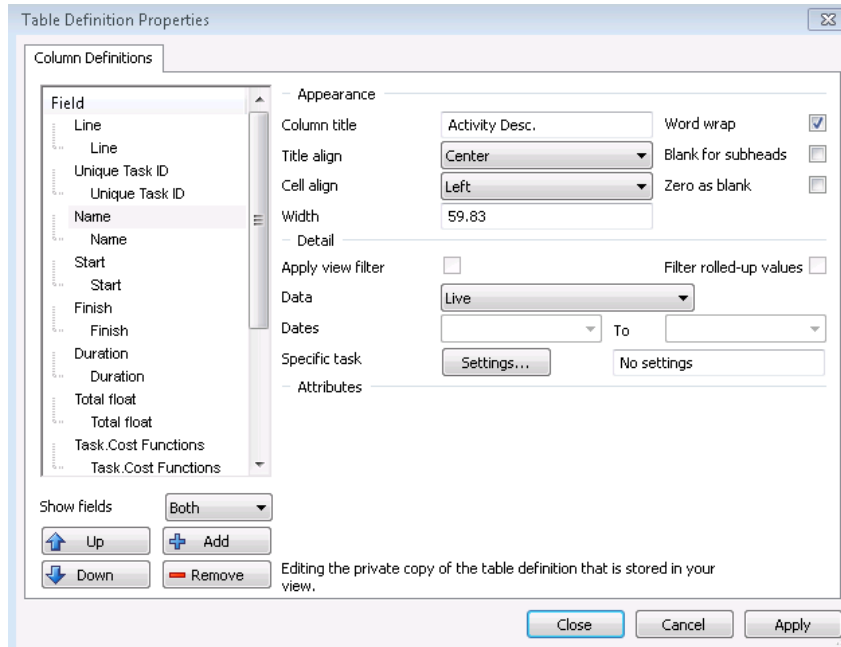 Table Definition Properties
Column Definitions
Field
Line
Line
Unique Task ID
Unique Task ID
Name
Name
Start
Start
Finish
Finish
Duration
Duration
Total float
Total float
Task.Cost Functions
Task.Cost Functions
Show fields Both
Up Add
Down Remove
Appearance
Column title Activity Desc. Word wrap
Title align Center Blank for subheads
Cell align Left Zero as blank
Width 59.83
Detail
Apply view filter Filter rolled-up values
Data Live
Dates To
Specific task Settings... No settings
Attributes
Editing the private copy of the table definition that is stored in your
view.
Close Cancel Apply